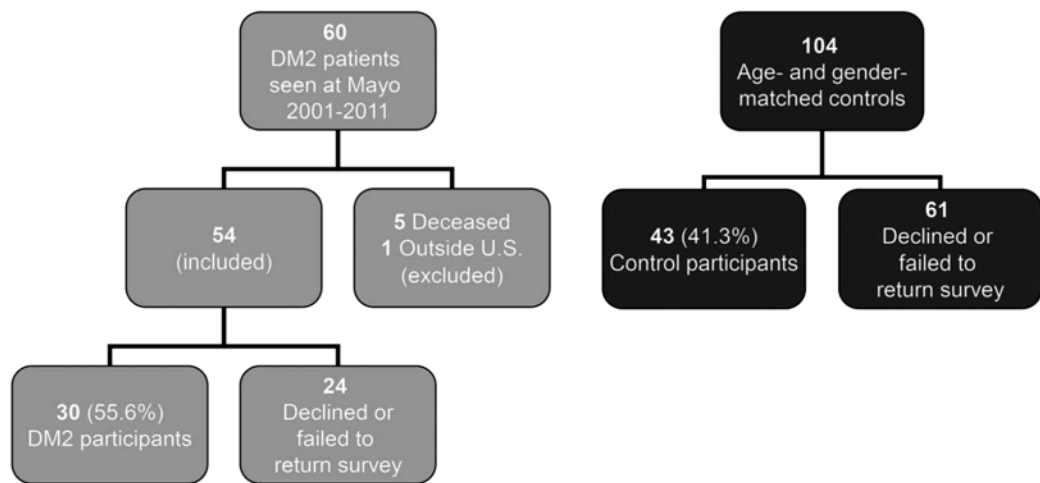 60
DM2 patients
seen at Mayo
2001-2011
104
Age- and gender-
matched controls
54
(included)
5 Deceased
1 Outside U.S.
(excluded)
43 (41.3%)
Control participants
61
Declined or
failed to
return survey
30 (55.6%)
DM2 participants
24
Declined or
failed to
return survey